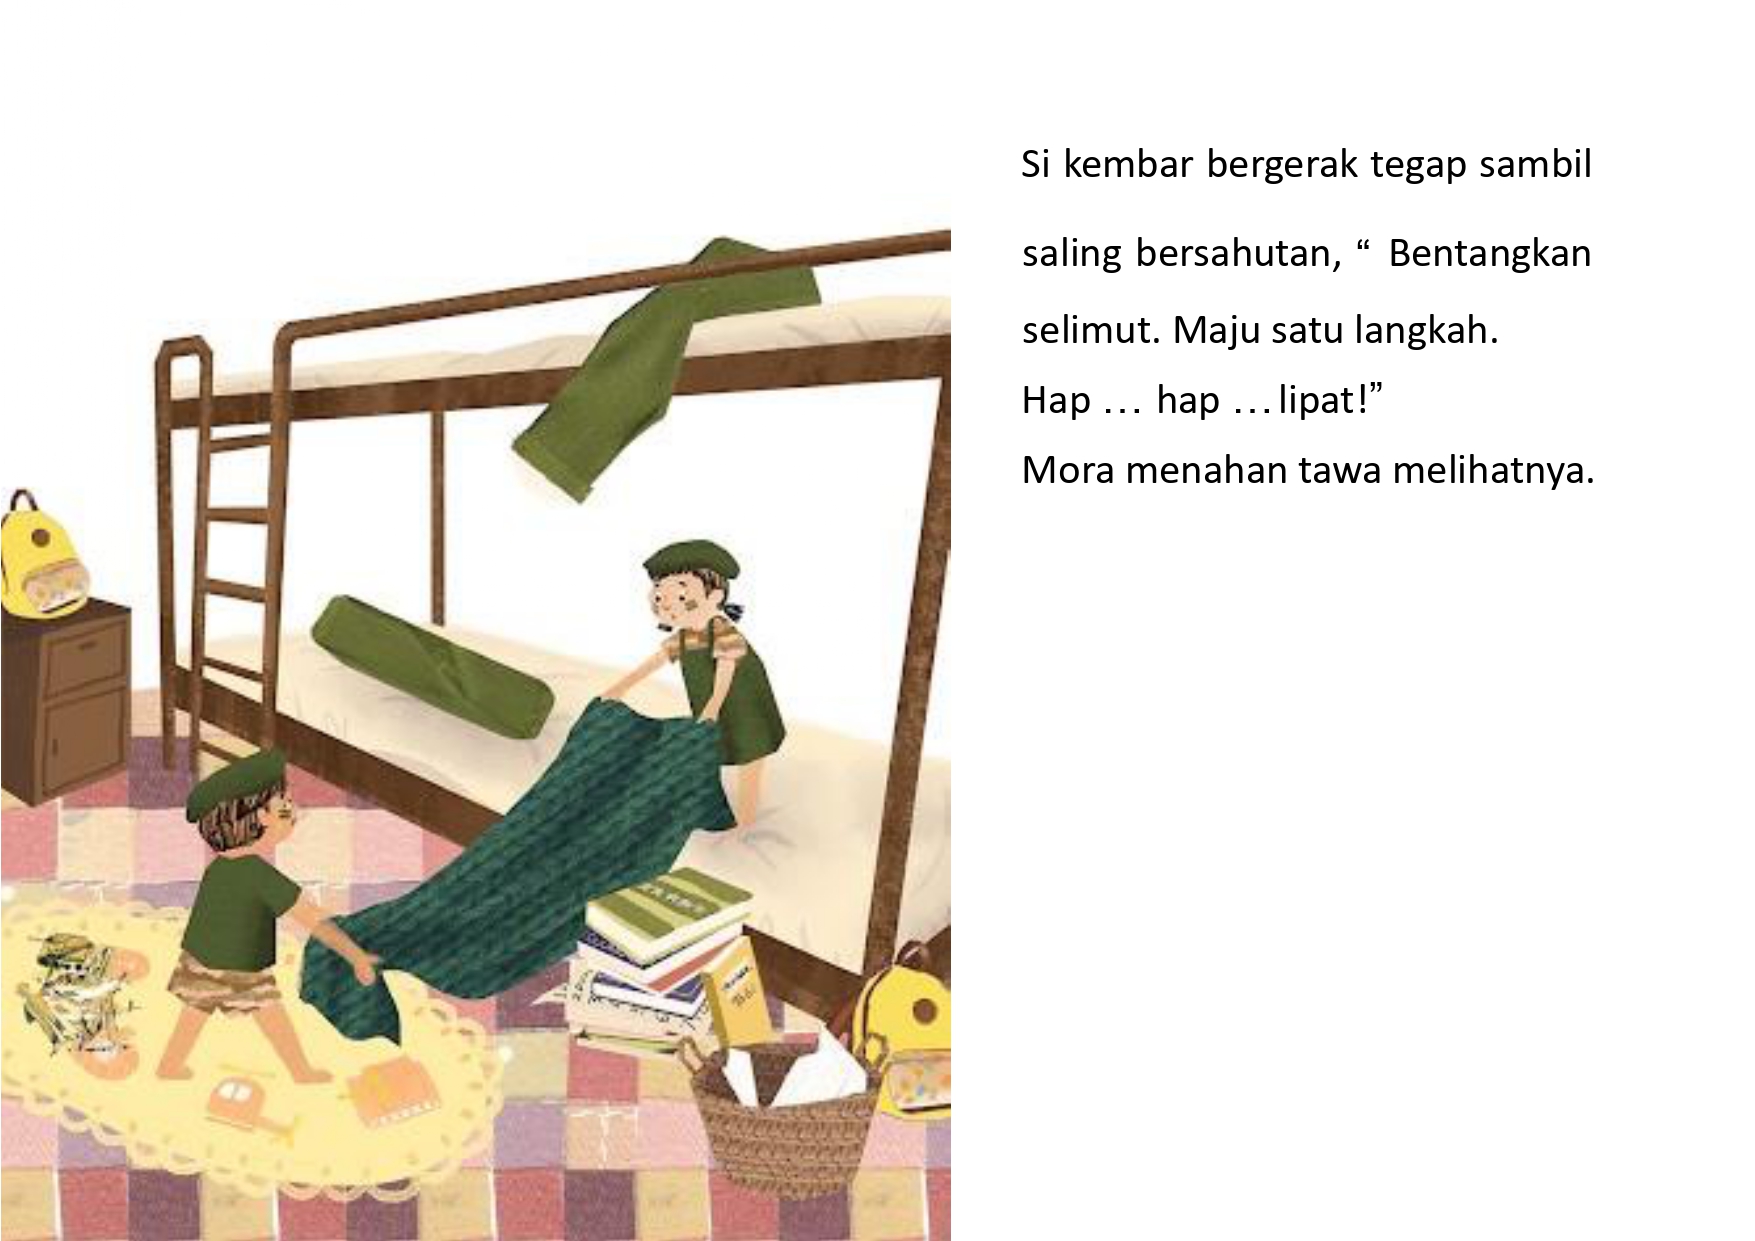 Si kembar bergerak tegap sambil
saling bersahutan, “ Bentangkan
selimut. Maju satu langkah.
Hap … hap …lipat!”
Mora menahan tawa melihatnya.